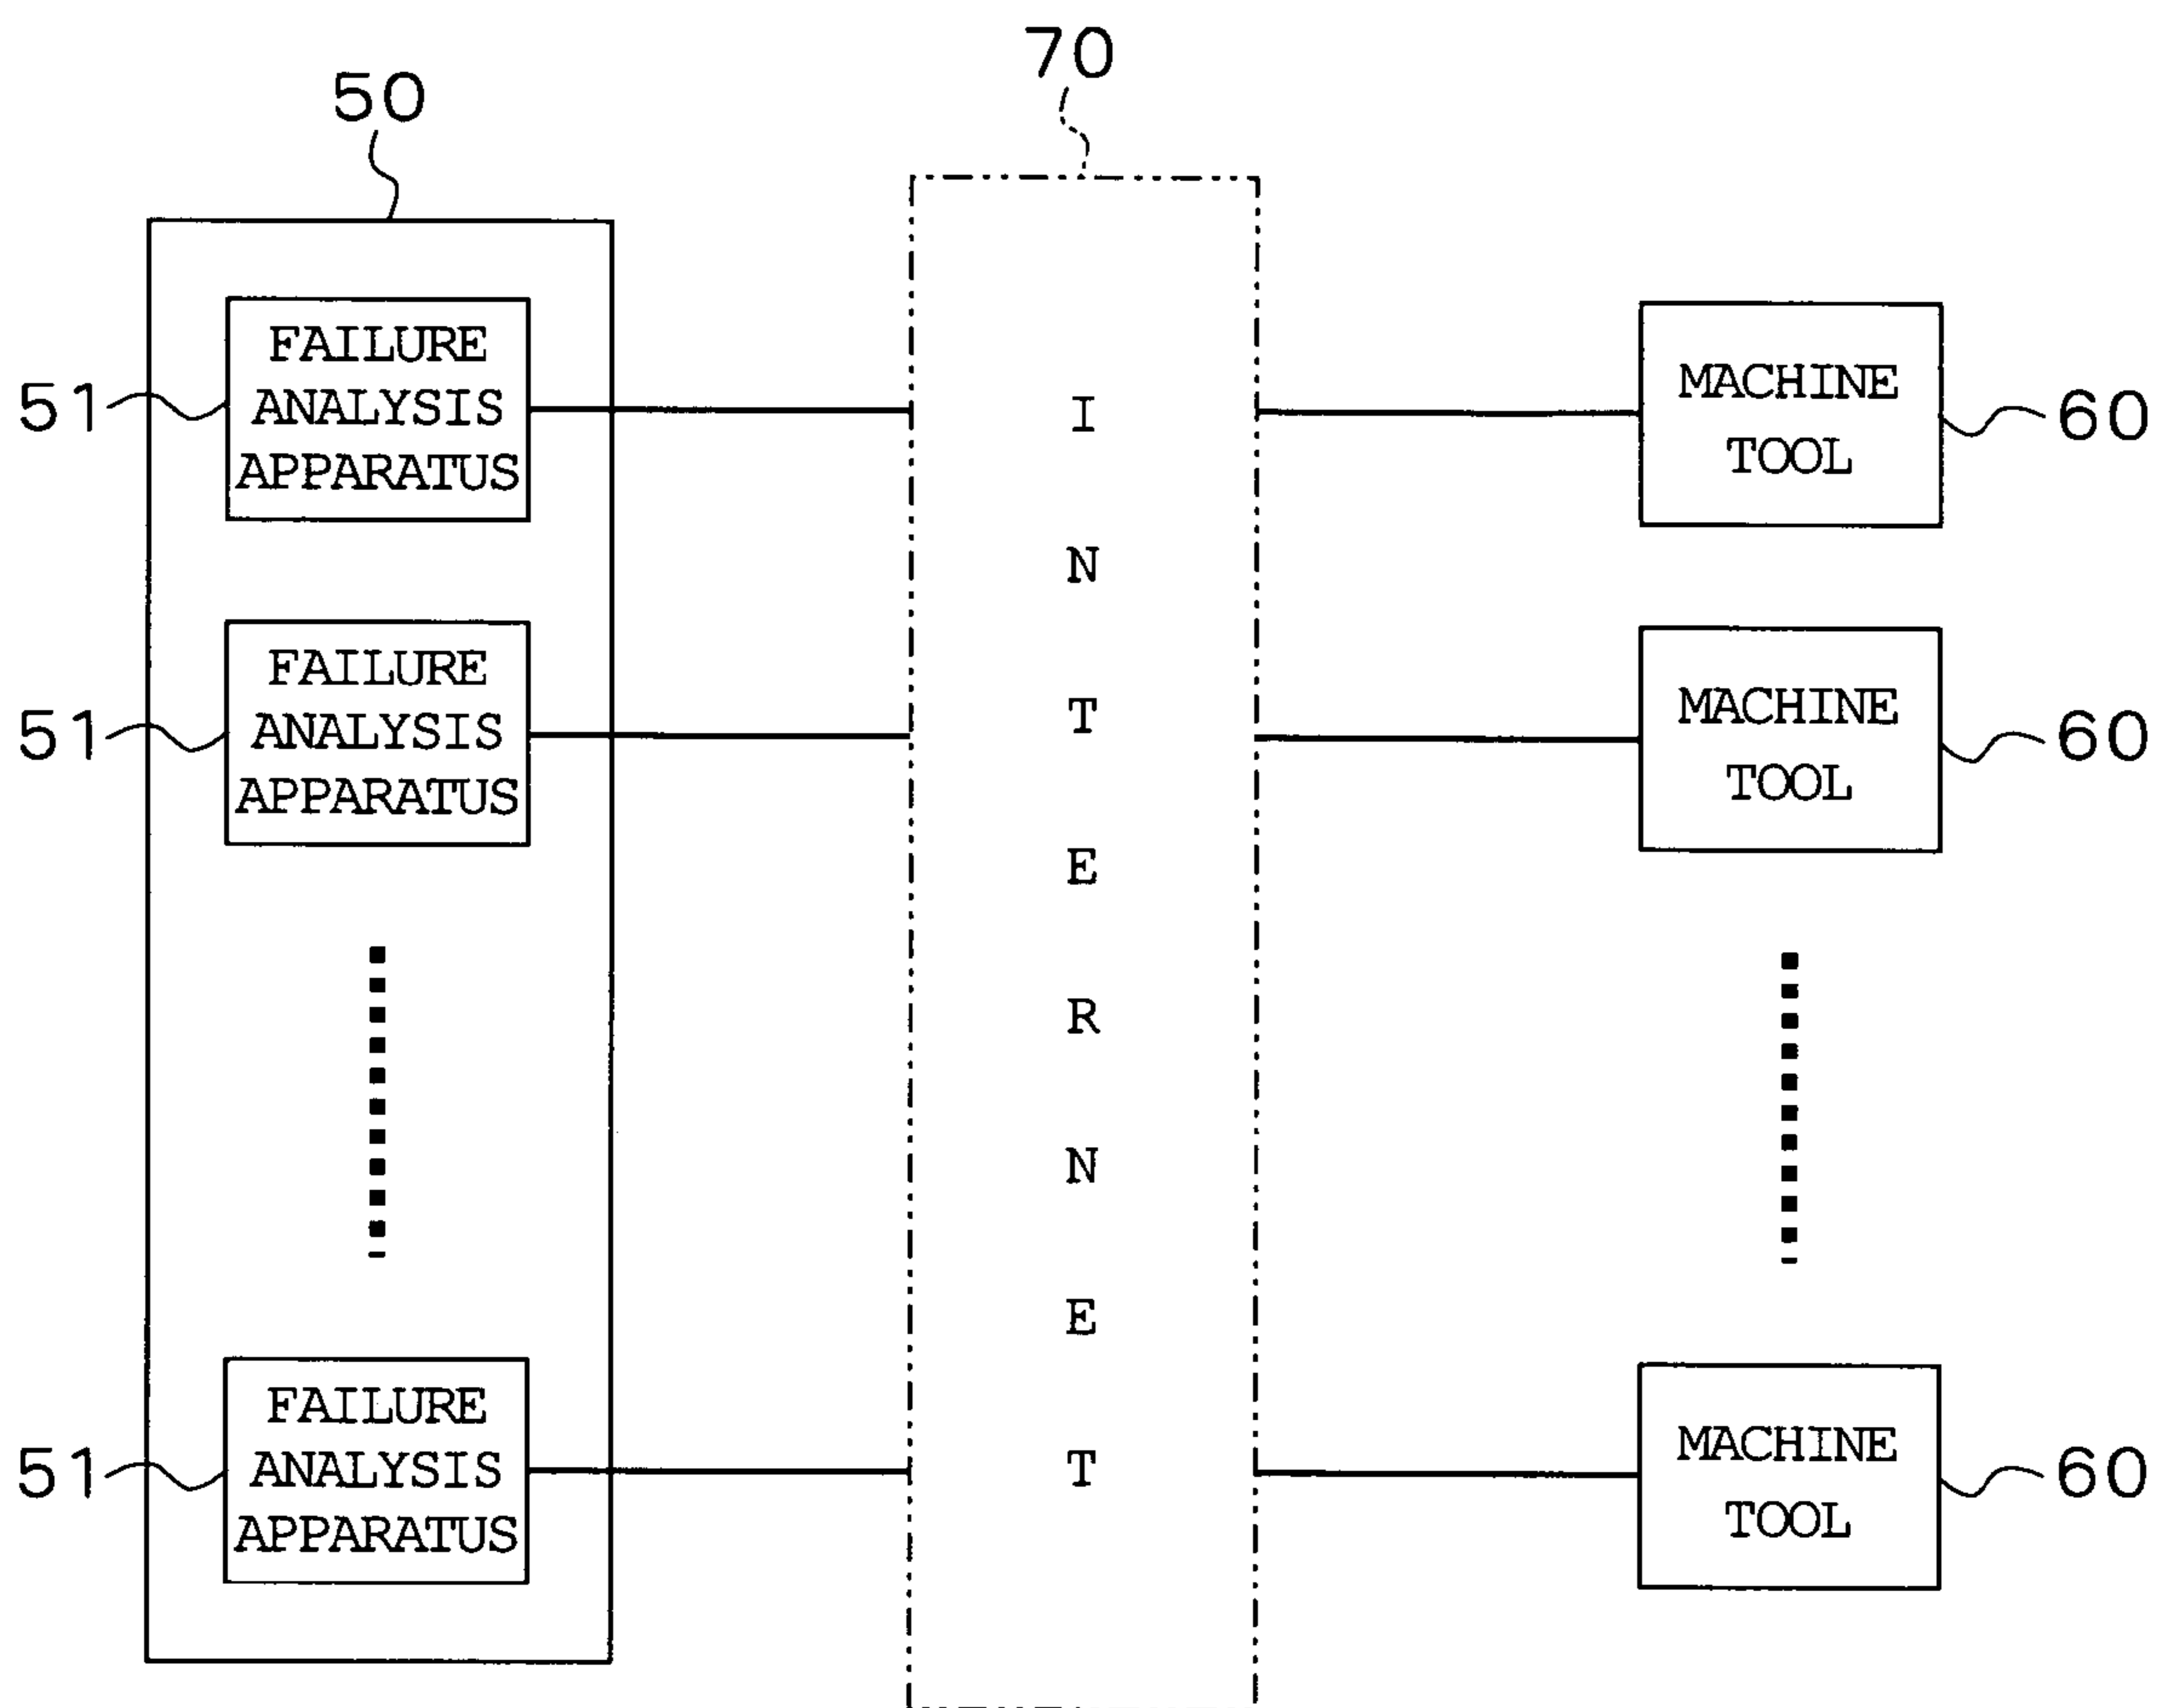 70
50
FAILURE
ANALYSIS
APPARATUS
51
INTERNET
MACHINE
TOOL
60
FAILURE
ANALYSIS
APPARATUS
51
MACHINE
TOOL
60
FAILURE
ANALYSIS
APPARATUS
51
MACHINE
TOOL
60